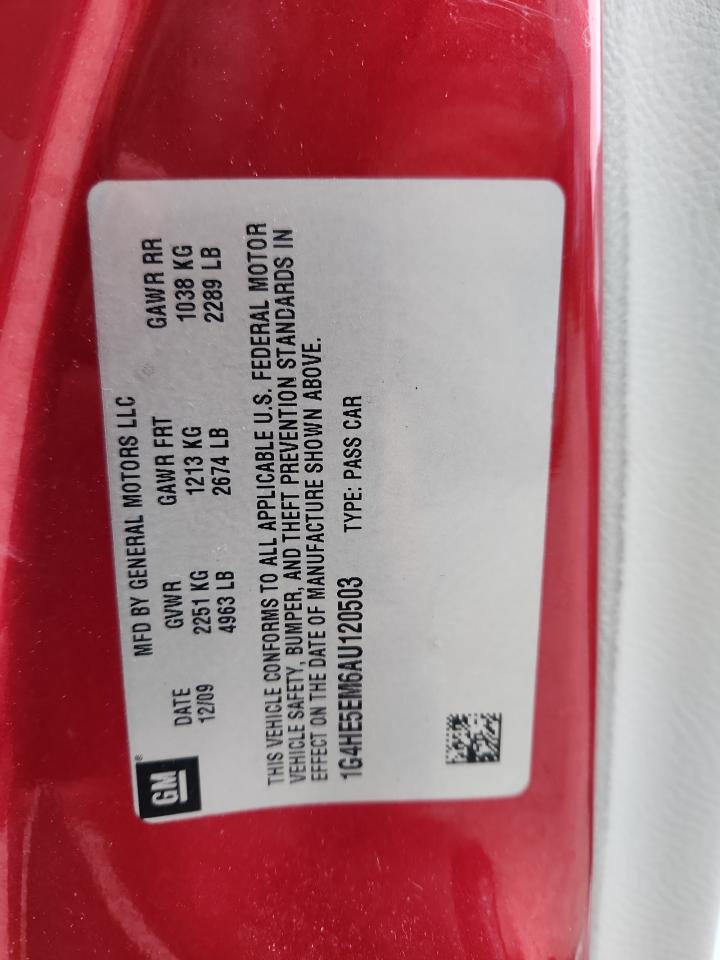 GM®
MFD BY GENERAL MOTORS LLC
DATE GVWR GAWR FRT GAWR RR
12/09 2251 KG 1213 KG 1038 KG
4963 LB 2674 LB 2289 LB
THIS VEHICLE CONFORMS TO ALL APPLICABLE U.S. FEDERAL MOTOR
VEHICLE SAFETY, BUMPER, AND THEFT PREVENTION STANDARDS IN
EFFECT ON THE DATE OF MANUFACTURE SHOWN ABOVE.
1G4HE5EM6AU120503 TYPE: PASS CAR